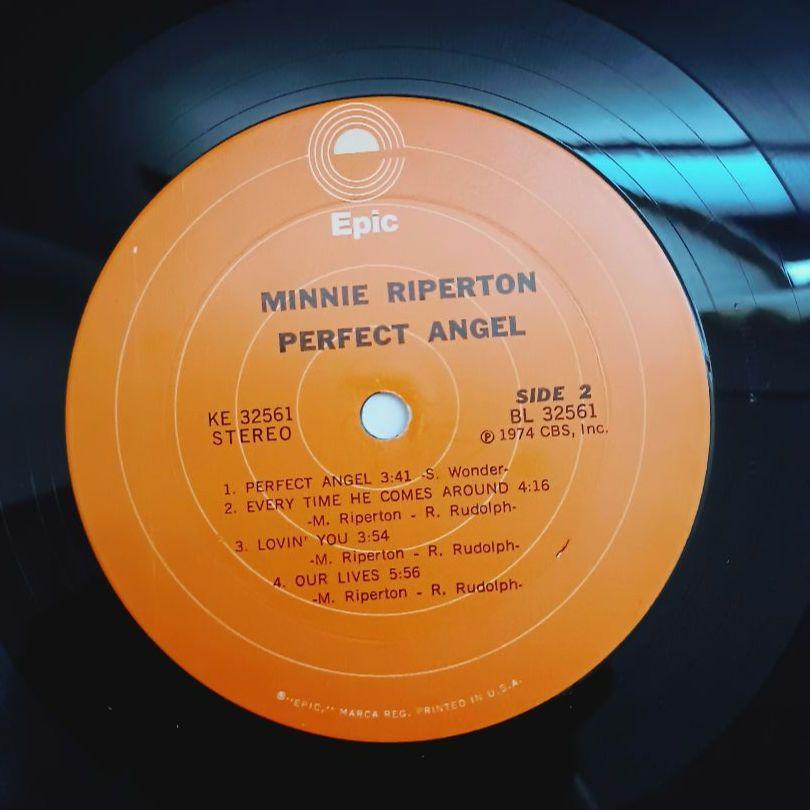 Epic
MINNIE RIPERTON
PERFECT ANGEL
KE 32561
STEREO
SIDE 2
BL 32561
℗ 1974 CBS, Inc.
1. PERFECT ANGEL 3:41 -S. Wonder-
2. EVERY TIME HE COMES AROUND 4:16
-M. Riperton - R. Rudolph-
3. LOVIN' YOU 3:54
-M. Riperton - R. Rudolph-
4. OUR LIVES 5:56
-M. Riperton - R. Rudolph-
®"EPIC," MARCA REG. PRINTED IN U.S.A.